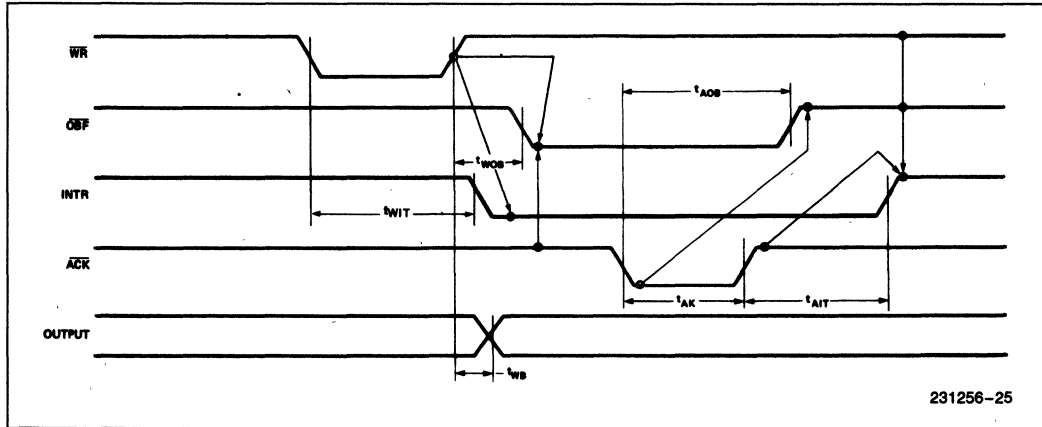 WR
tAOB
OBF
tWOB
INTR
tWIT
ACK
tAK
tAIT
OUTPUT
tWB
231256-25